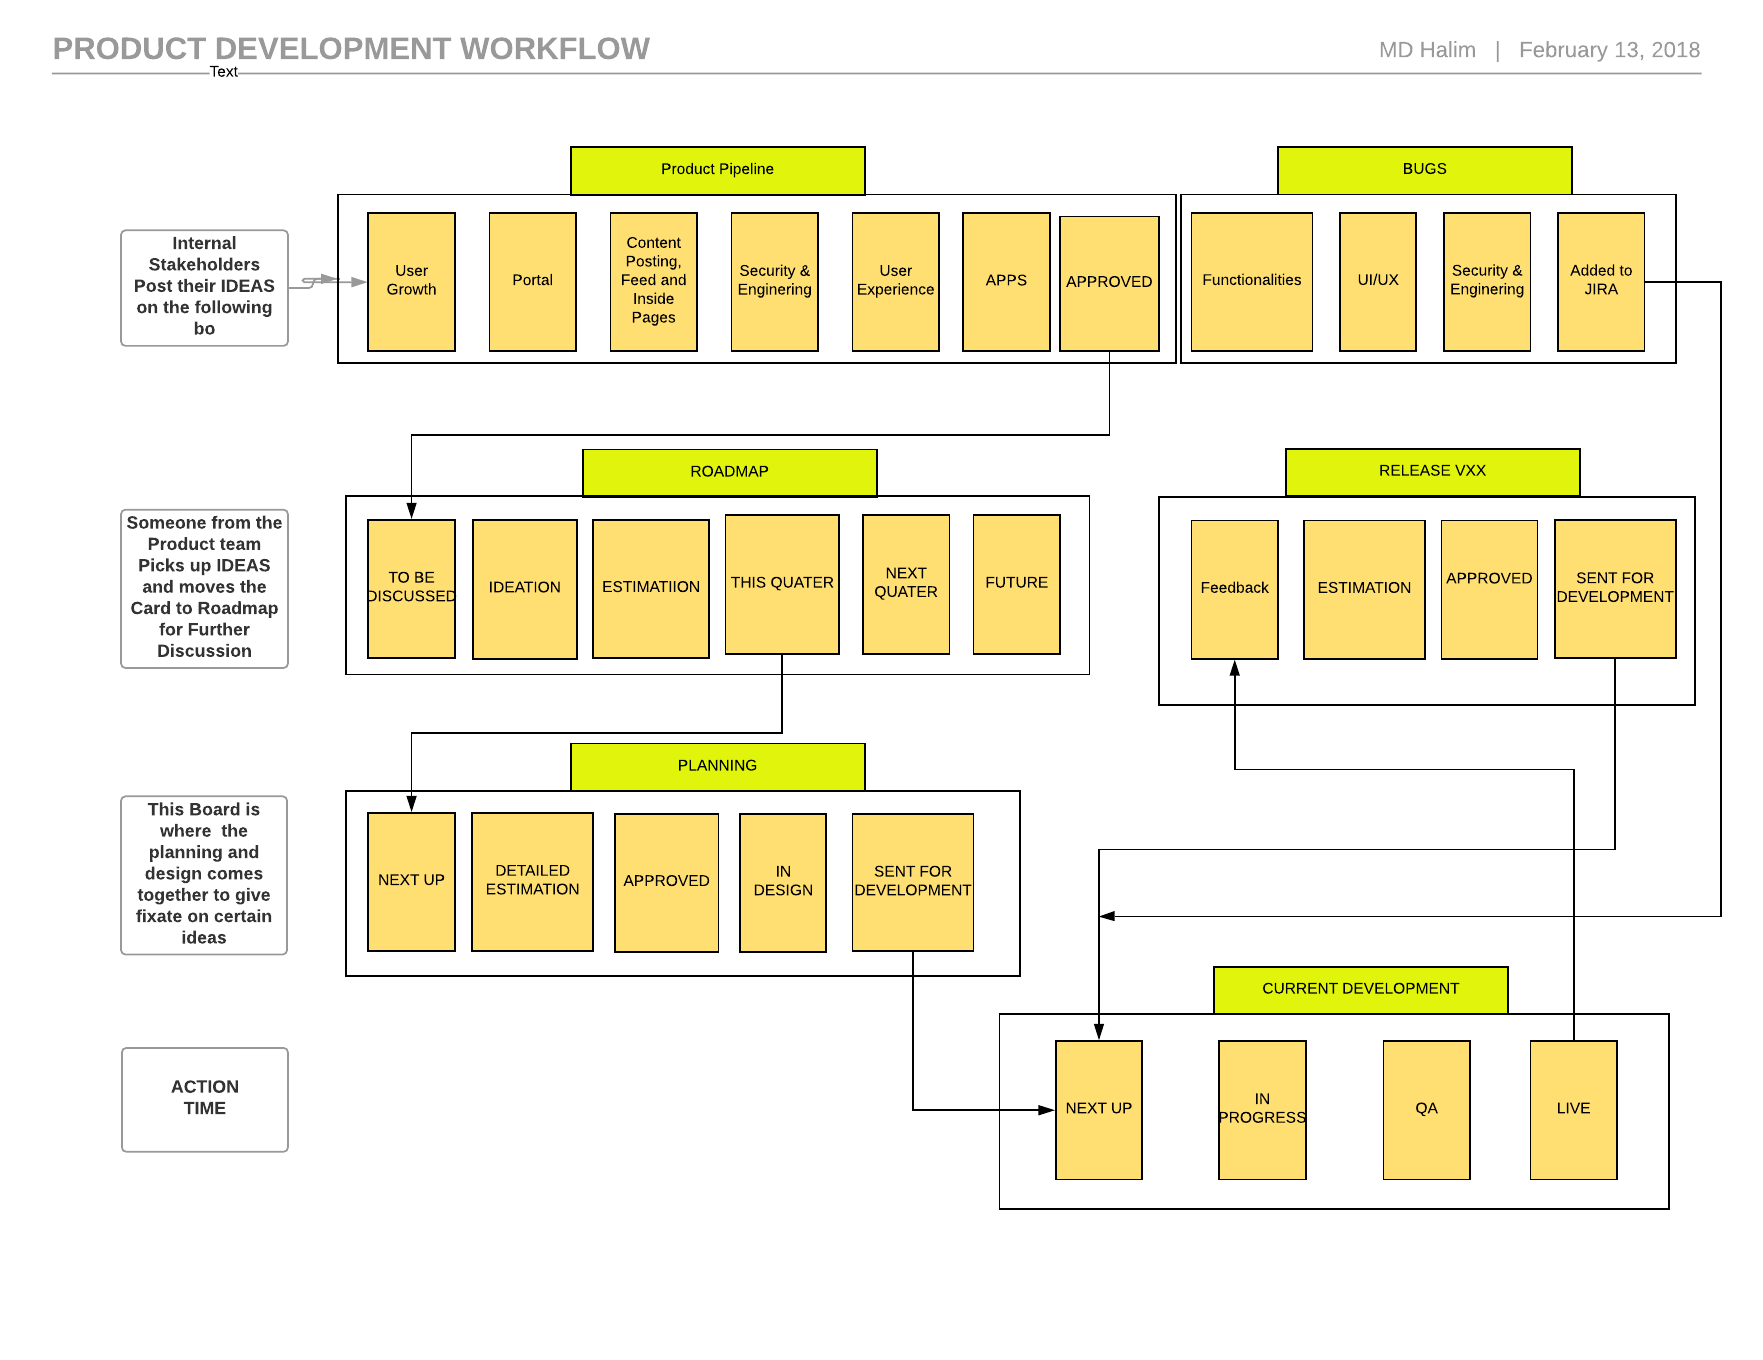 PRODUCT DEVELOPMENT WORKFLOW
MD Halim | February 13, 2018
Text
Product Pipeline
BUGS
Internal
Stakeholders
Post their IDEAS
on the following
bo
User
Growth
Portal
Content
Posting,
Feed and
Inside
Pages
Security &
Enginering
User
Experience
APPS
APPROVED
Functionalities
UI/UX
Security &
Enginering
Added to
JIRA
ROADMAP
RELEASE VXX
Someone from the
Product team
Picks up IDEAS
and moves the
Card to Roadmap
for Further
Discussion
TO BE
DISCUSSED
IDEATION
ESTIMATIION
THIS QUATER
NEXT
QUATER
FUTURE
Feedback
ESTIMATION
APPROVED
SENT FOR
DEVELOPMENT
PLANNING
This Board is
where the
planning and
design comes
together to give
fixate on certain
ideas
NEXT UP
DETAILED
ESTIMATION
APPROVED
IN
DESIGN
SENT FOR
DEVELOPMENT
CURRENT DEVELOPMENT
ACTION
TIME
NEXT UP
IN
PROGRESS
QA
LIVE